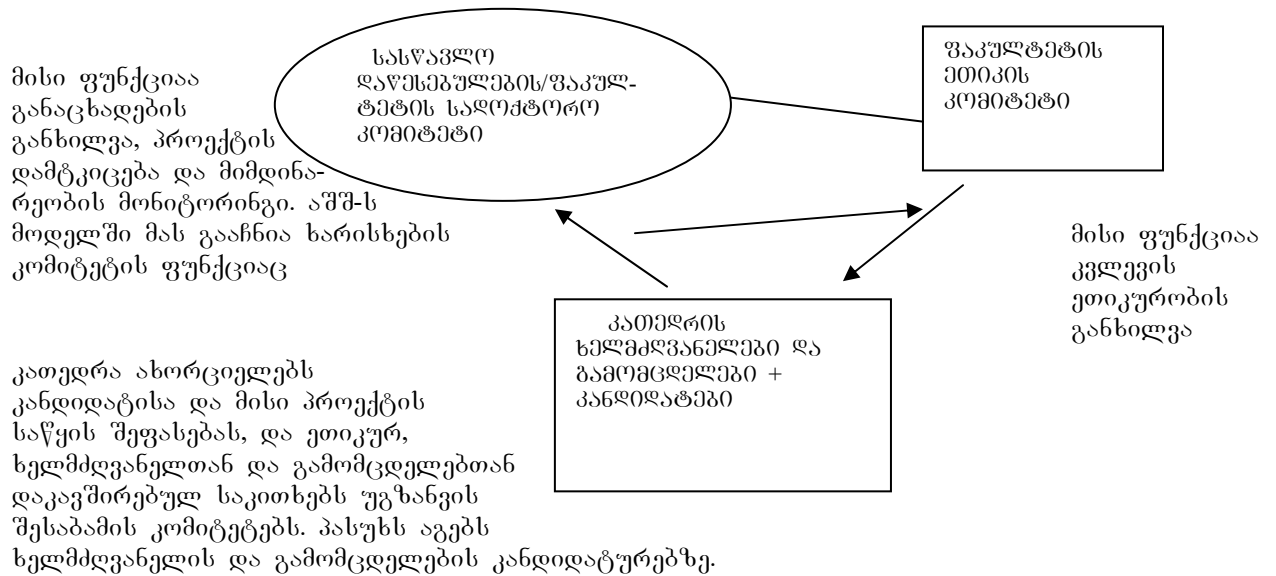 სასწავლო
დაწესებულების/ფაკულ-
ტეტის სადოქტორო
კომიტეტი
ფაკულტეტის
ეთიკის
კომიტეტი
მისი ფუნქციაა
განაცხადების
განხილვა, პროექტის
დამტკიცება და მიმდინა-
რეობის მონიტორინგი. აშშ-ს
მოდელში მას გააჩნია ხარისხების
კომიტეტის ფუნქციაც
მისი ფუნქციაა
კვლევის
ეთიკურობის
განხილვა
კათედრის
ხელმძღვანელები და
გამომცდელები +
კანდიდატები
კათედრა ახორციელებს
კანდიდატისა და მისი პროექტის
საწყის შეფასებას, და ეთიკურ,
ხელმძღვანელთან და გამომცდელებთან
დაკავშირებულ საკითხებს უგზანვის
შესაბამის კომიტეტებს. პასუხს აგებს
ხელმძღვანელის და გამომცდელების კანდიდატურებზე.